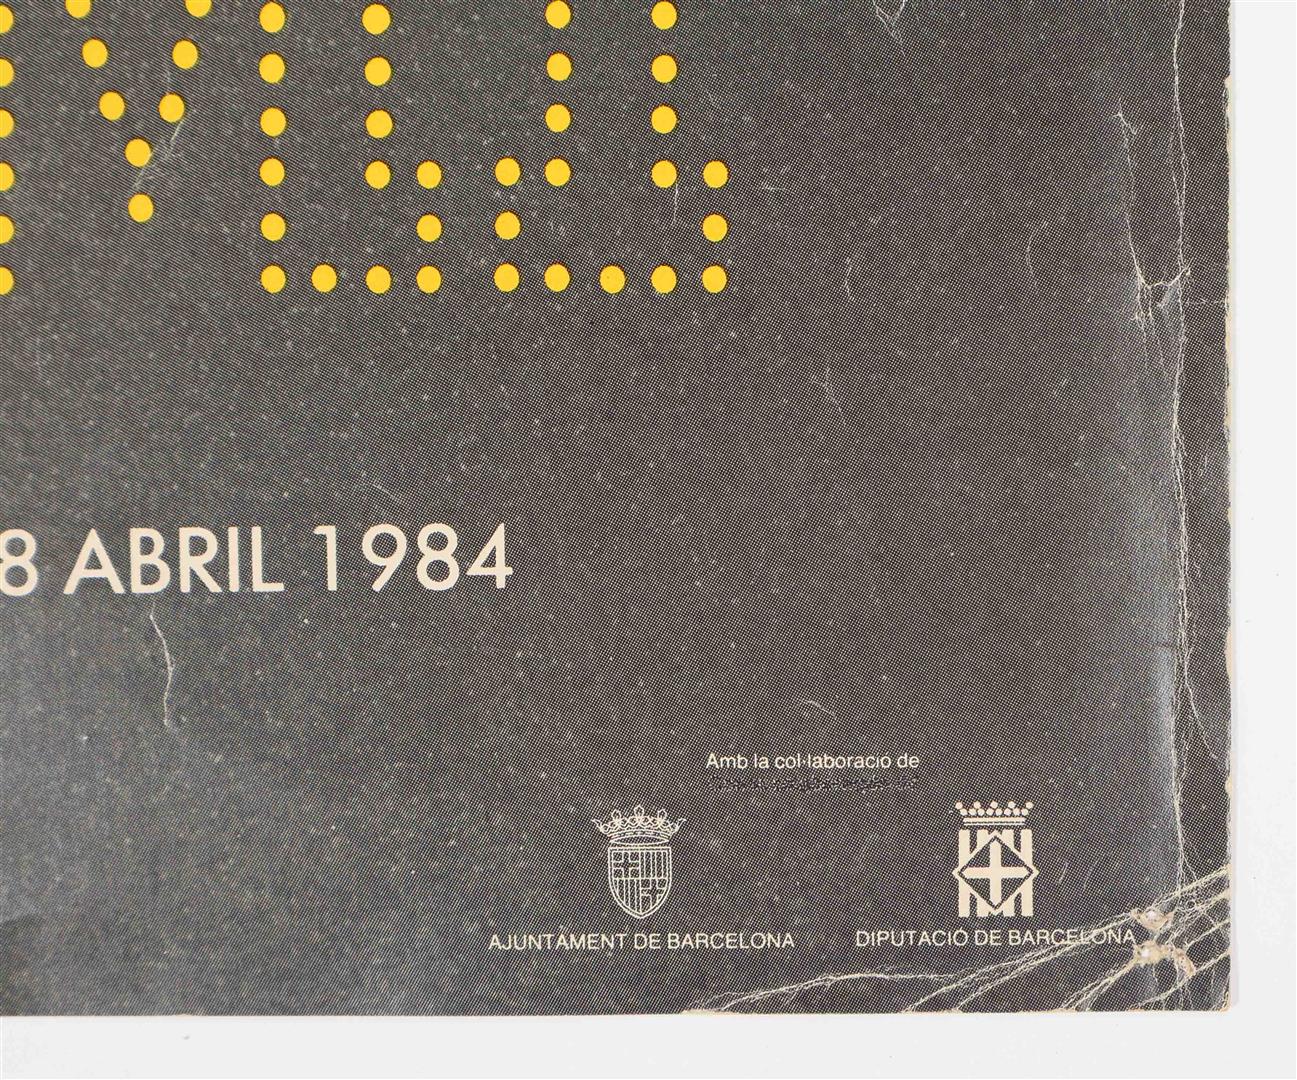 8 ABRIL 1984
Amb la col·laboració de
AJUNTAMENT DE BARCELONA
DIPUTACIO DE BARCELONA